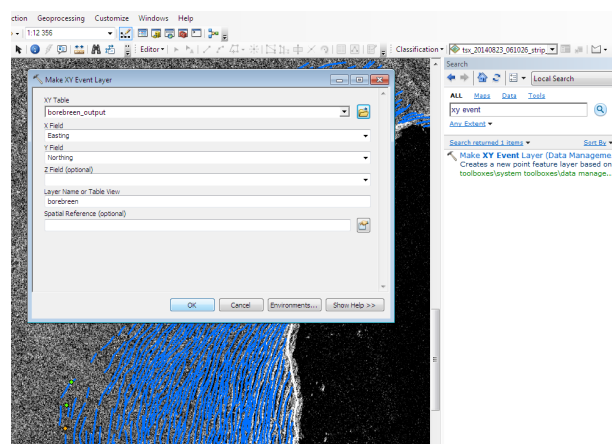 ction Geoprocessing Customize Windows Help
1:12 356
Editor
Classification
tsx_20140823_061026_strip_
Make XY Event Layer
XY Table
borebreen_output
X Field
Easting
Y Field
Northing
Z Field (optional)
Layer Name or Table View
borebreen
Spatial Reference (optional)
OK Cancel Environments... Show Help >>
Search
Local Search
ALL Maps Data Tools
xy event
Any Extent
Search returned 1 items Sort By
Make XY Event Layer (Data Manageme
Creates a new point feature layer based on
toolboxes\system toolboxes\data manage...